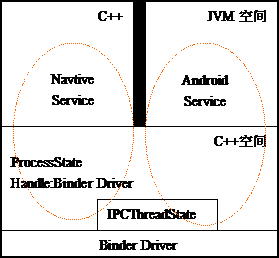 C++
JVM 空间
Navtive
Service
Android
Service
C++空间
ProcessState
Handle:Binder Driver
IPCThreadState
Binder Driver